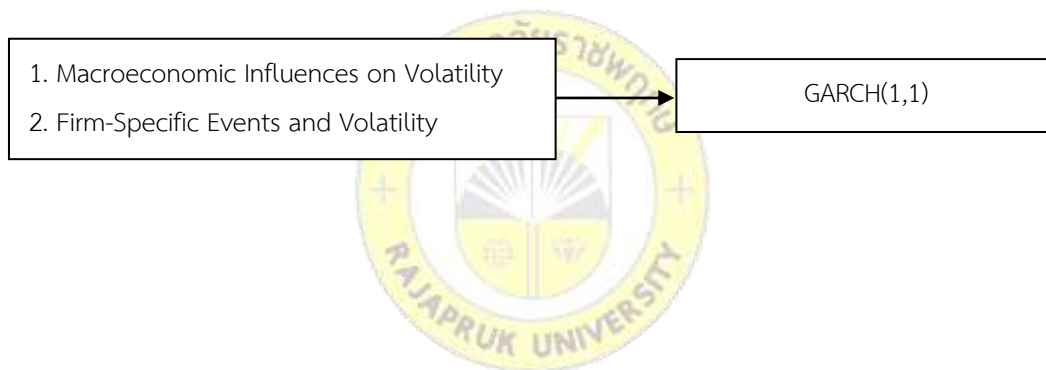 1. Macroeconomic Influences on Volatility
2. Firm-Specific Events and Volatility
GARCH(1,1)
RAJAPRUK UNIVERSITY